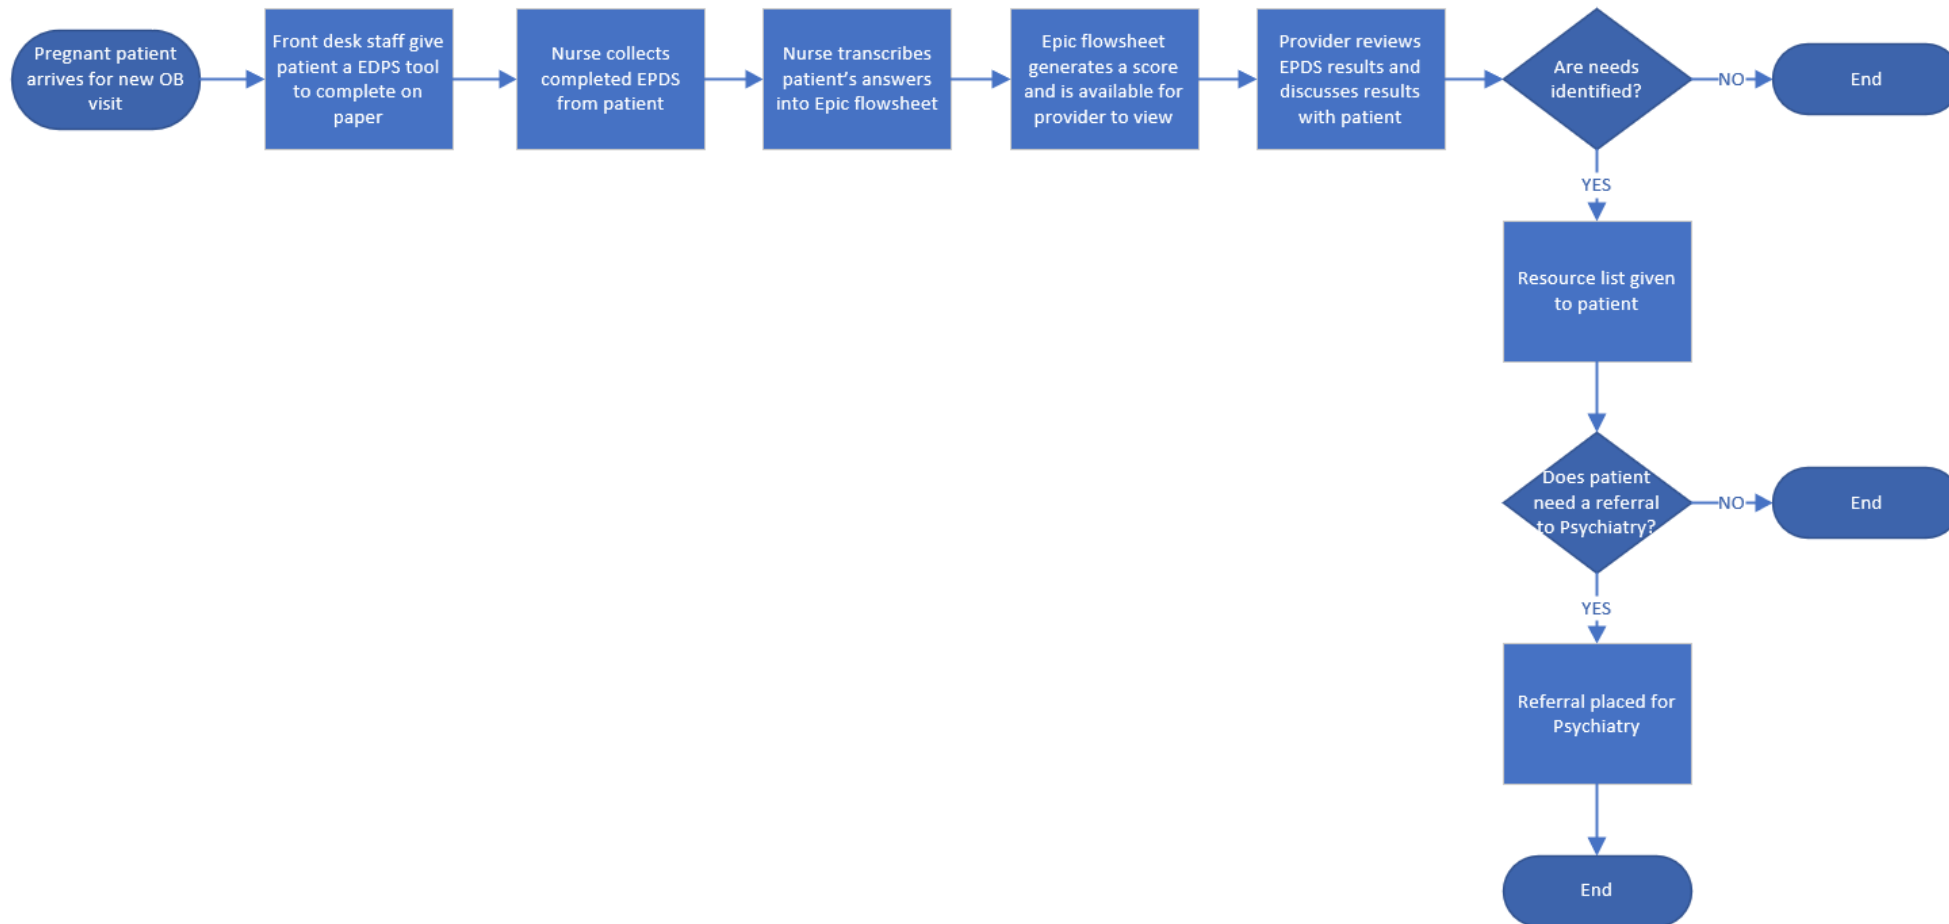 Pregnant patient
arrives for new OB
visit
Front desk staff give
patient a EDPS tool
to complete on
paper
Nurse collects
completed EPDS
from patient
Nurse transcribes
patient’s answers
into Epic flowsheet
Epic flowsheet
generates a score
and is available for
provider to view
Provider reviews
EPDS results and
discusses results
with patient
Are needs
identified?
NO
End
YES
Resource list given
to patient
Does patient
need a referral
to Psychiatry?
NO
End
YES
Referral placed for
Psychiatry
End